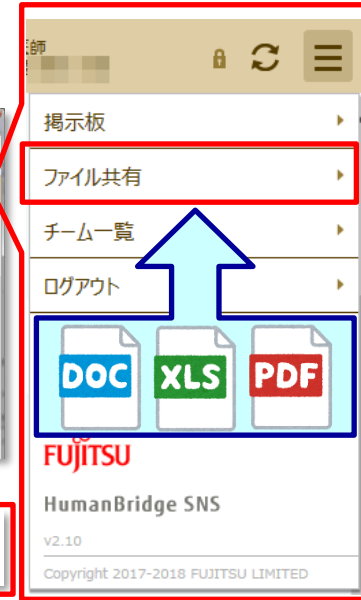 師
掲示板
ファイル共有
チーム一覧
ログアウト
DOC XLS PDF
FUJITSU
HumanBridge SNS
v2.10
Copyright 2017-2018 FUJITSU LIMITED